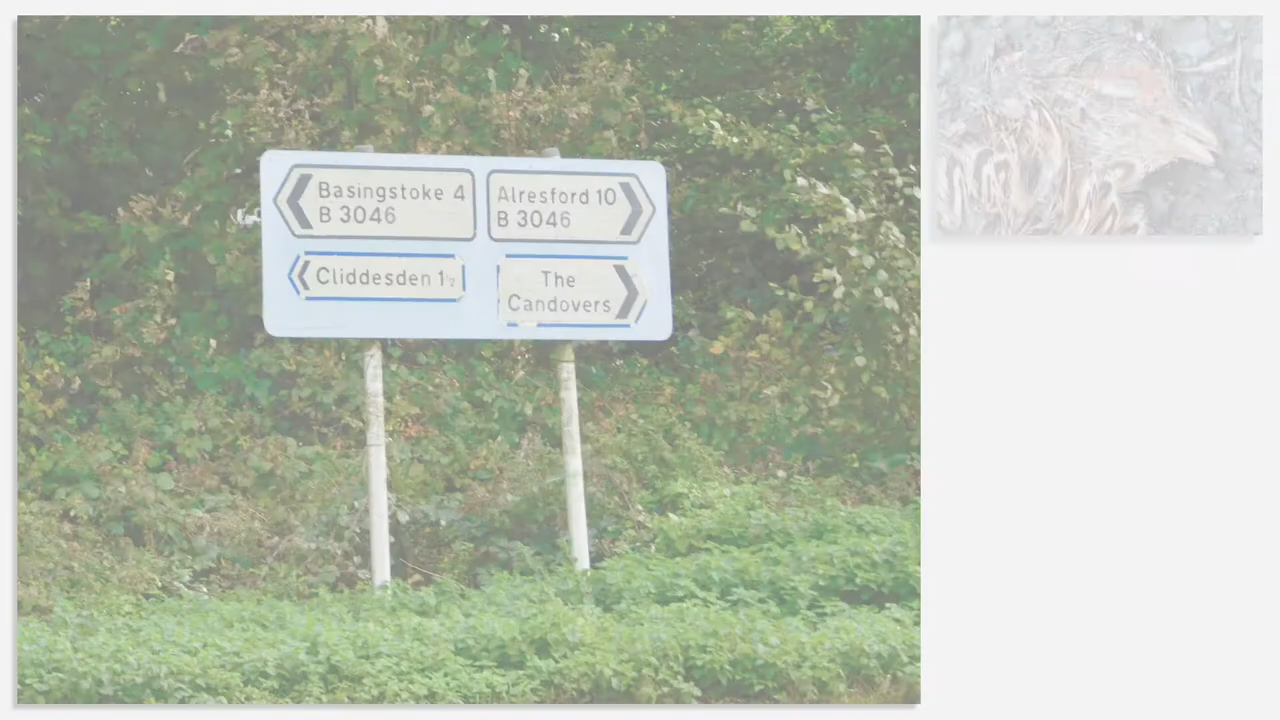 Basingstoke 4
B 3046
Alresford 10
B 3046
Cliddesden 1½
The
Candovers